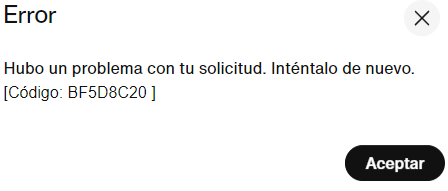 Error
Hubo un problema con tu solicitud. Inténtalo de nuevo.
[Código: BF5D8C20 ]
Aceptar